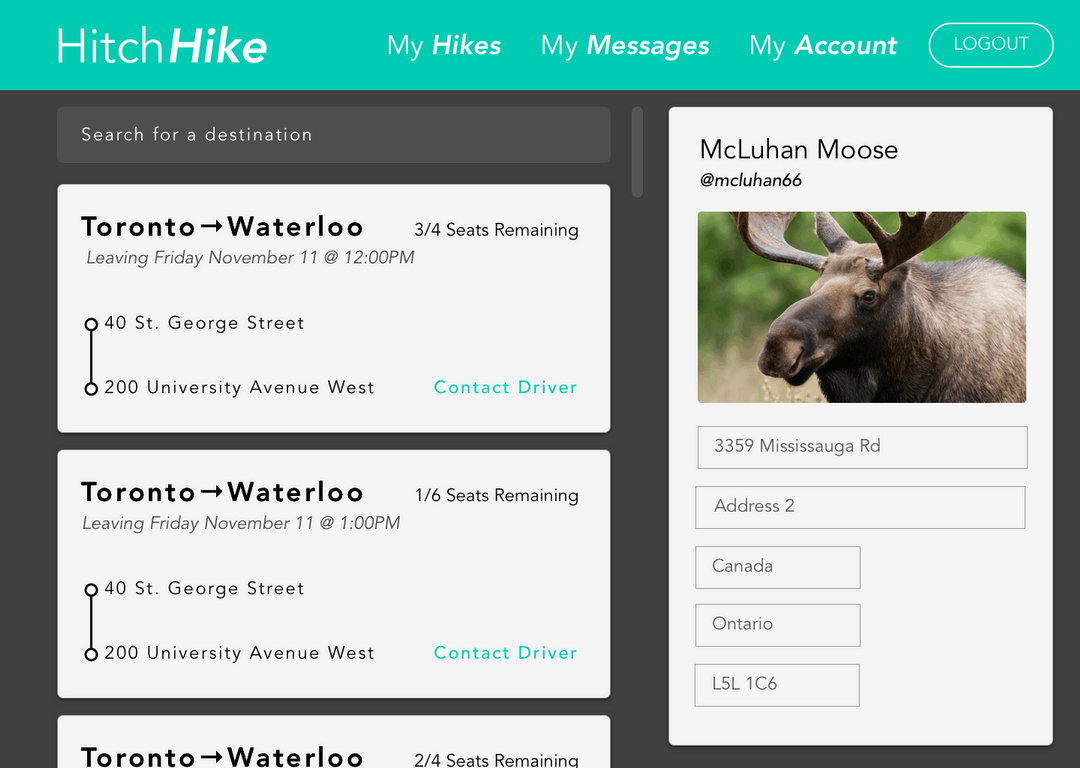 HitchHike
My Hikes
My Messages
My Account
LOGOUT
Search for a destination
Toronto→Waterloo
3/4 Seats Remaining
Leaving Friday November 11 @ 12:00PM
40 St. George Street
200 University Avenue West
Contact Driver
Toronto→Waterloo
1/6 Seats Remaining
Leaving Friday November 11 @ 1:00PM
40 St. George Street
200 University Avenue West
Contact Driver
Toronto→Waterloo
2/4 Seats Remaining
McLuhan Moose
@mcluhan66
3359 Mississauga Rd
Address 2
Canada
Ontario
L5L 1C6